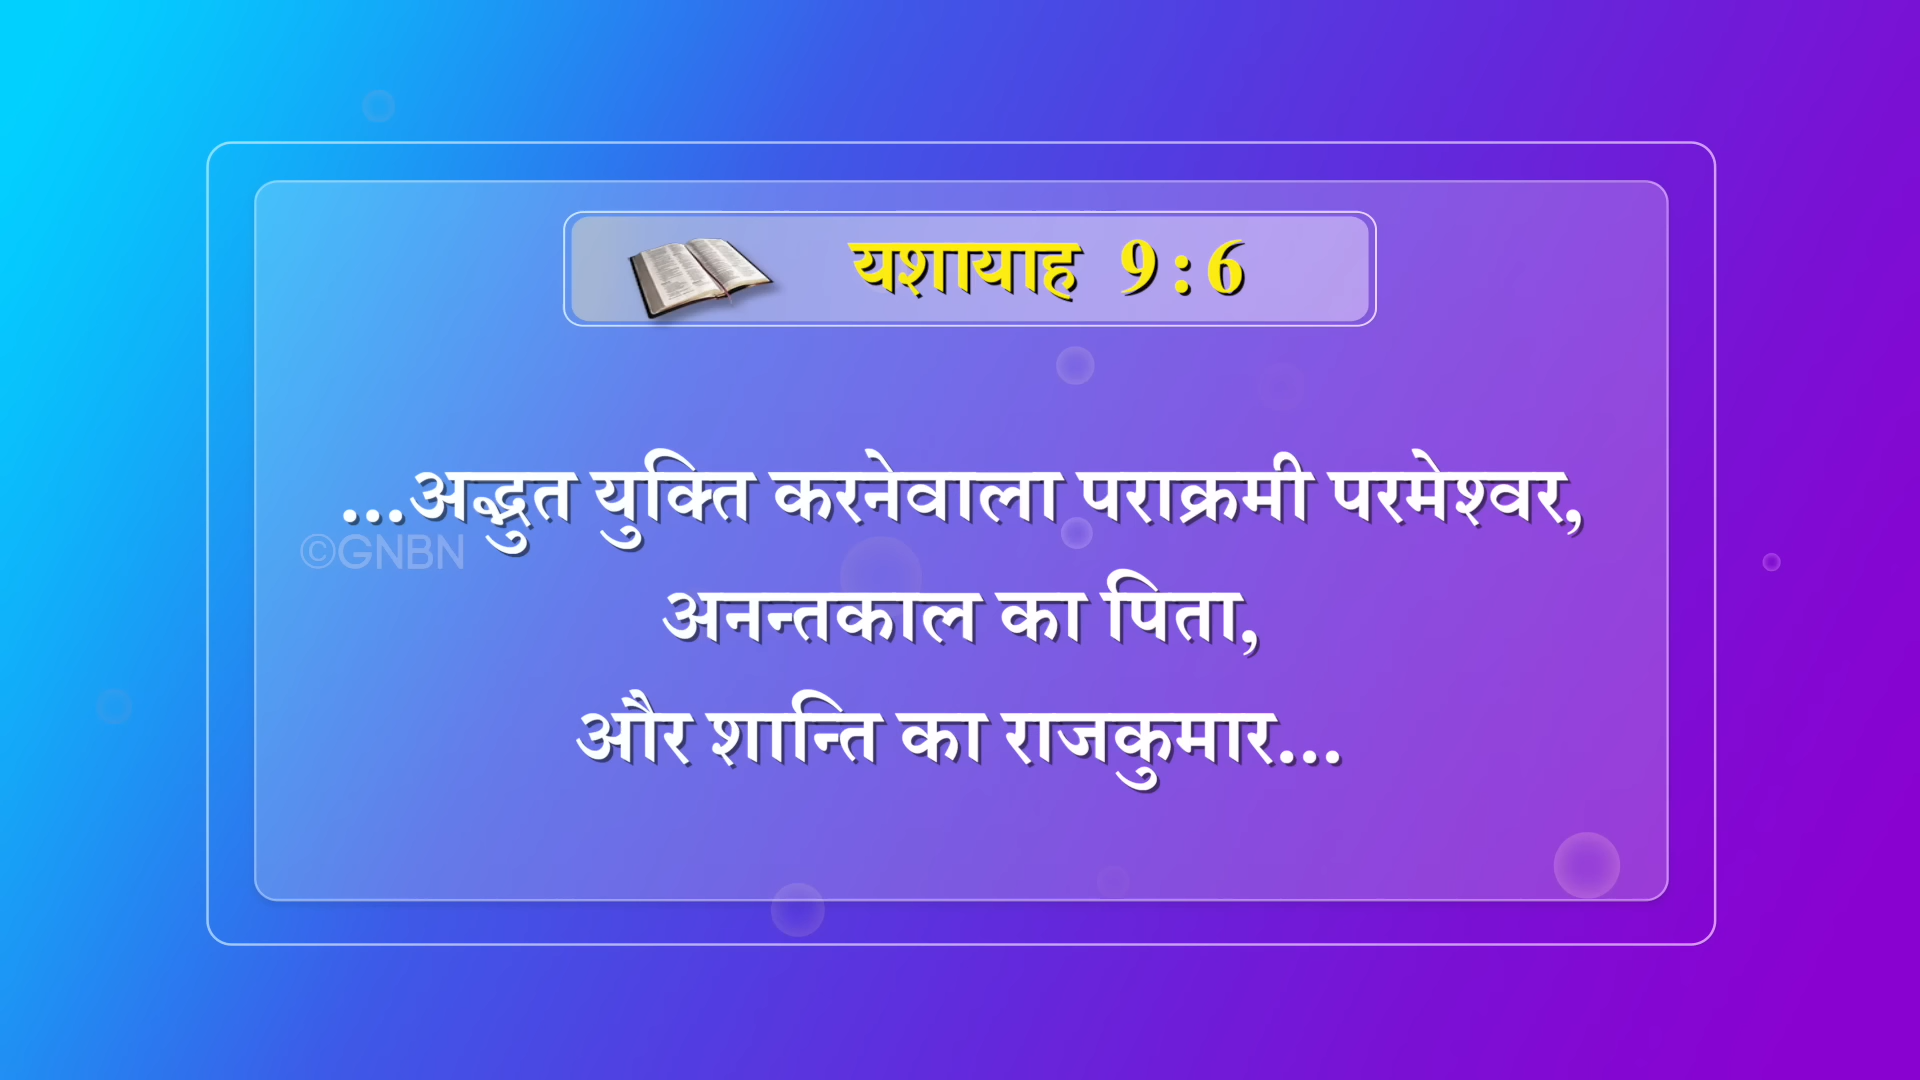 यशायाह 9:6
...अद्भुत युक्ति करनेवाला पराक्रमी परमेश्वर,
©GNBN
अनन्तकाल का पिता,
और शान्ति का राजकुमार...